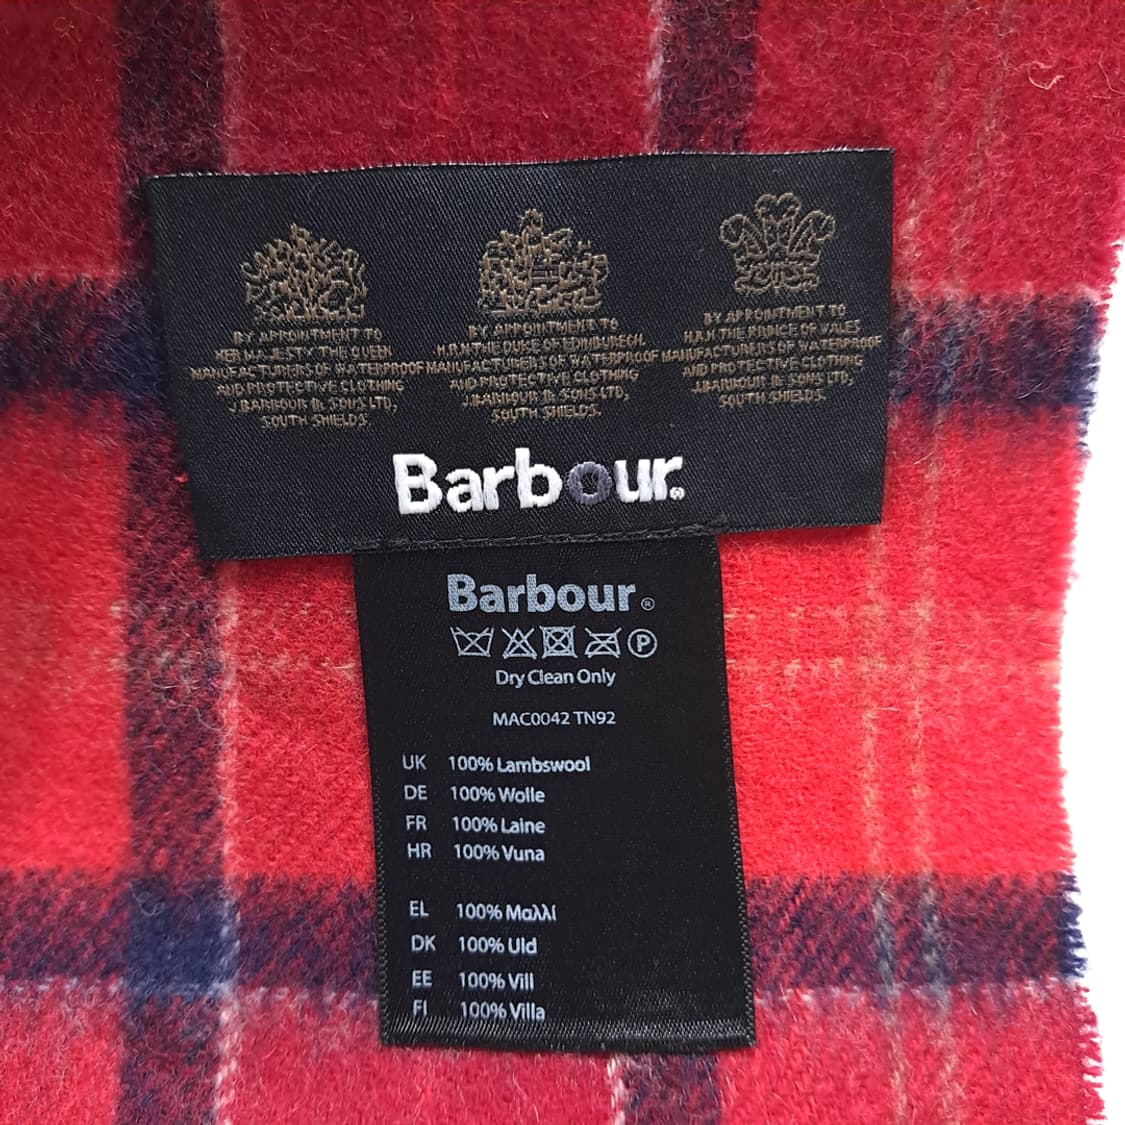 BY APPOINTMENT TO
HER MAJESTY THE QUEEN
MANUFACTURERS OF WATERPROOF
AND PROTECTIVE CLOTHING
J.BARBOUR & SONS LTD,
SOUTH SHIELDS.
BY APPOINTMENT TO
H.R.H THE DUKE OF EDINBURGH.
MANUFACTURERS OF WATERPROOF
AND PROTECTIVE CLOTHING
J.BARBOUR & SONS LTD,
SOUTH SHIELDS.
BY APPOINTMENT TO
H.R.H THE PRINCE OF WALES
MANUFACTURERS OF WATERPROOF
AND PROTECTIVE CLOTHING
J.BARBOUR & SONS LTD,
SOUTH SHIELDS.
Barbour®
Barbour®
P
Dry Clean Only
MAC0042 TN92
UK 100% Lambswool
DE 100% Wolle
FR 100% Laine
HR 100% Vuna
EL 100% Μαλλί
DK 100% Uld
EE 100% Vill
FI 100% Villa